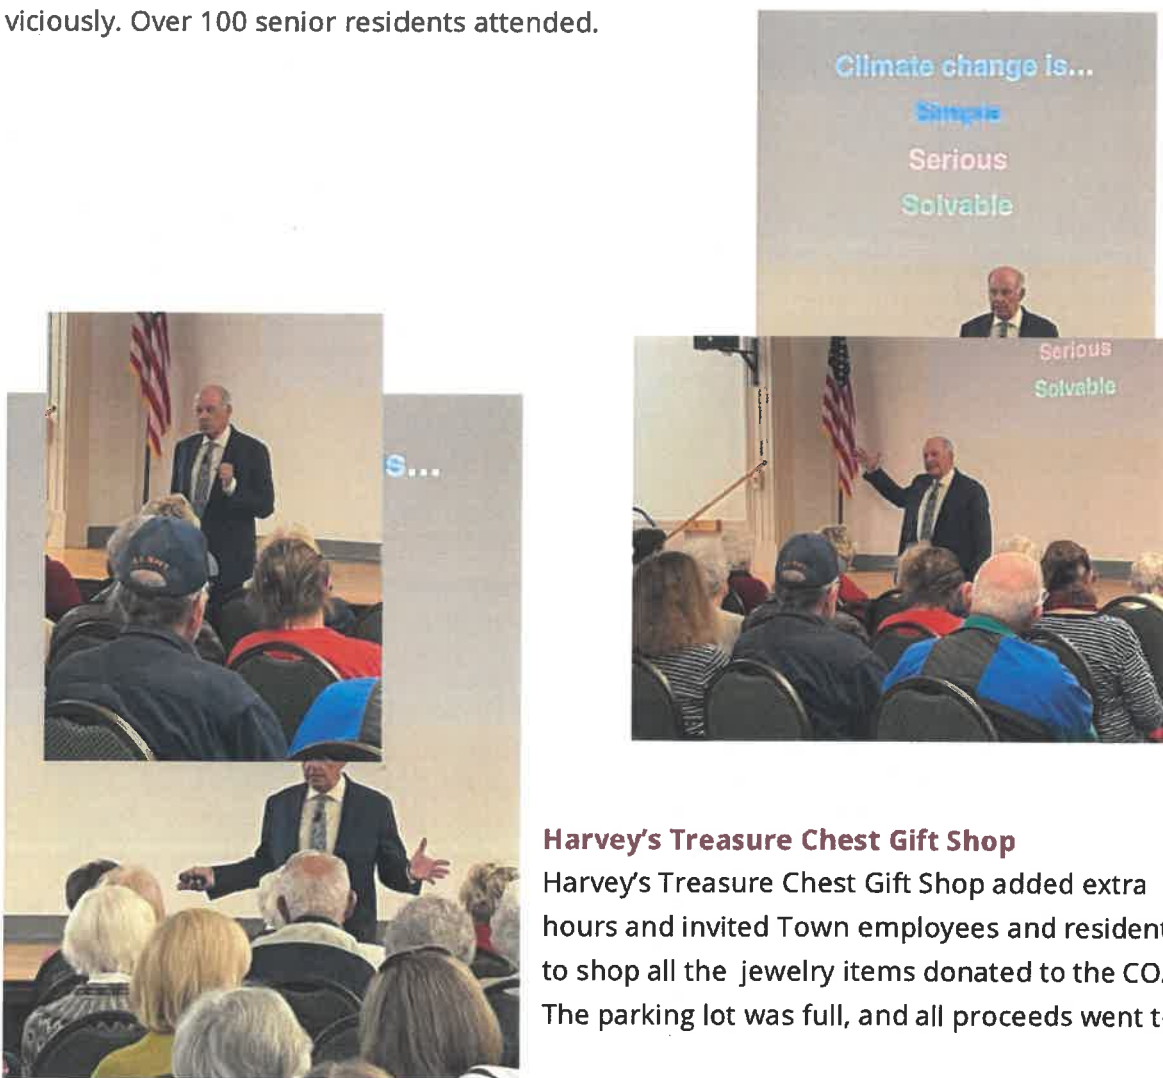 viciously. Over 100 senior residents attended.
Climate change is...
Simple
Serious
Solvable
s...
Serious
Solvable
Harvey's Treasure Chest Gift Shop
Harvey's Treasure Chest Gift Shop added extra
hours and invited Town employees and resident
to shop all the jewelry items donated to the CO
The parking lot was full, and all proceeds went t